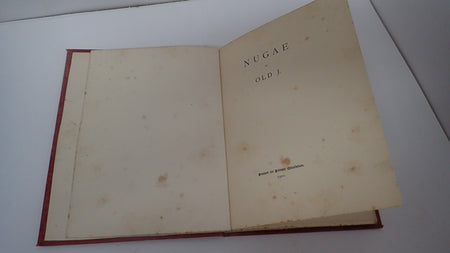 NUGAE
OLD J.
Printed for Private Circulation.